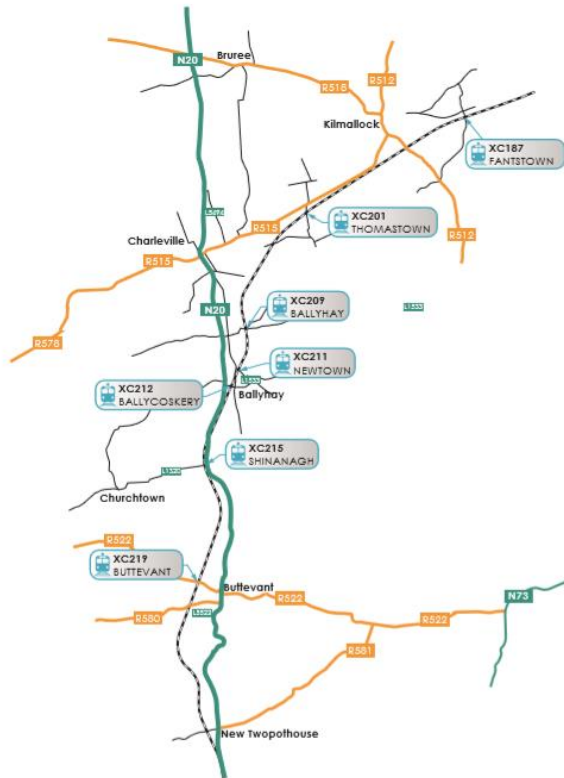 N20
Bruree
R518
R512
Kilmallock
XC187
FANTSTOWN
XC201
THOMASTOWN
R515
R512
Charleville
R515
N20
XC209
BALLYHAY
R578
XC211
NEWTOWN
XC212
BALLYCOSKERY
Ballyhay
XC215
SHINANAGH
Churchtown
R522
XC219
BUTTEVANT
Buttevant
R522
N73
R580
R522
R581
New Twopothouse